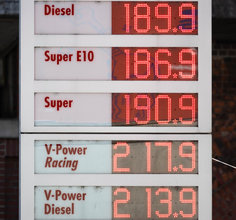 Diesel 189.9
Super E10 186.9
Super 190.9
V-Power
Racing 217.9
V-Power
Diesel 213.9